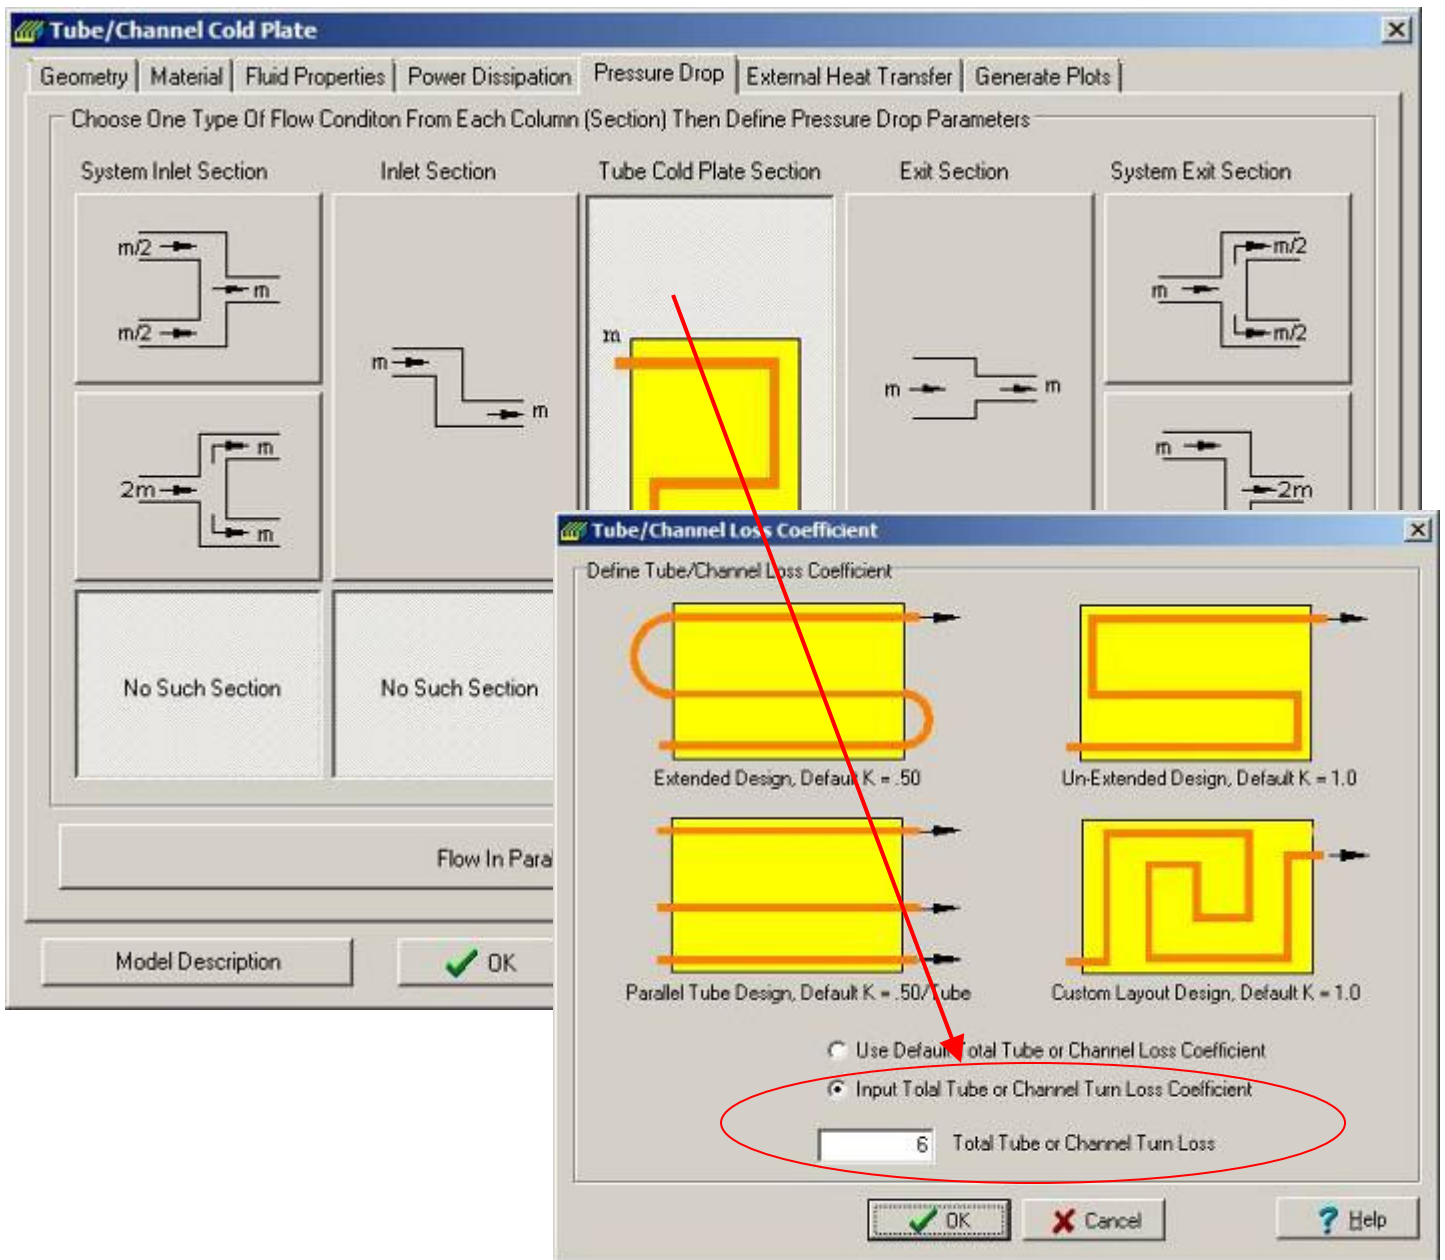 Tube/Channel Cold Plate
Geometry Material Fluid Properties Power Dissipation Pressure Drop External Heat Transfer Generate Plots
Choose One Type Of Flow Conditon From Each Column (Section) Then Define Pressure Drop Parameters
System Inlet Section Inlet Section Tube Cold Plate Section Exit Section System Exit Section
m/2
m
m/2
m
m
m
m
m
m
m/2
m/2
2m
m
m
m
2m
No Such Section No Such Section
Flow In Para
Model Description OK
Tube/Channel Loss Coefficient
Define Tube/Channel Loss Coefficient
Extended Design, Default K = .50 Un-Extended Design, Default K = 1.0
Parallel Tube Design, Default K = .50/Tube Custom Layout Design, Default K = 1.0
Use Default Total Tube or Channel Loss Coefficient
Input Tolal Tube or Channel Turn Loss Coefficient
6 Total Tube or Channel Turn Loss
OK Cancel Help